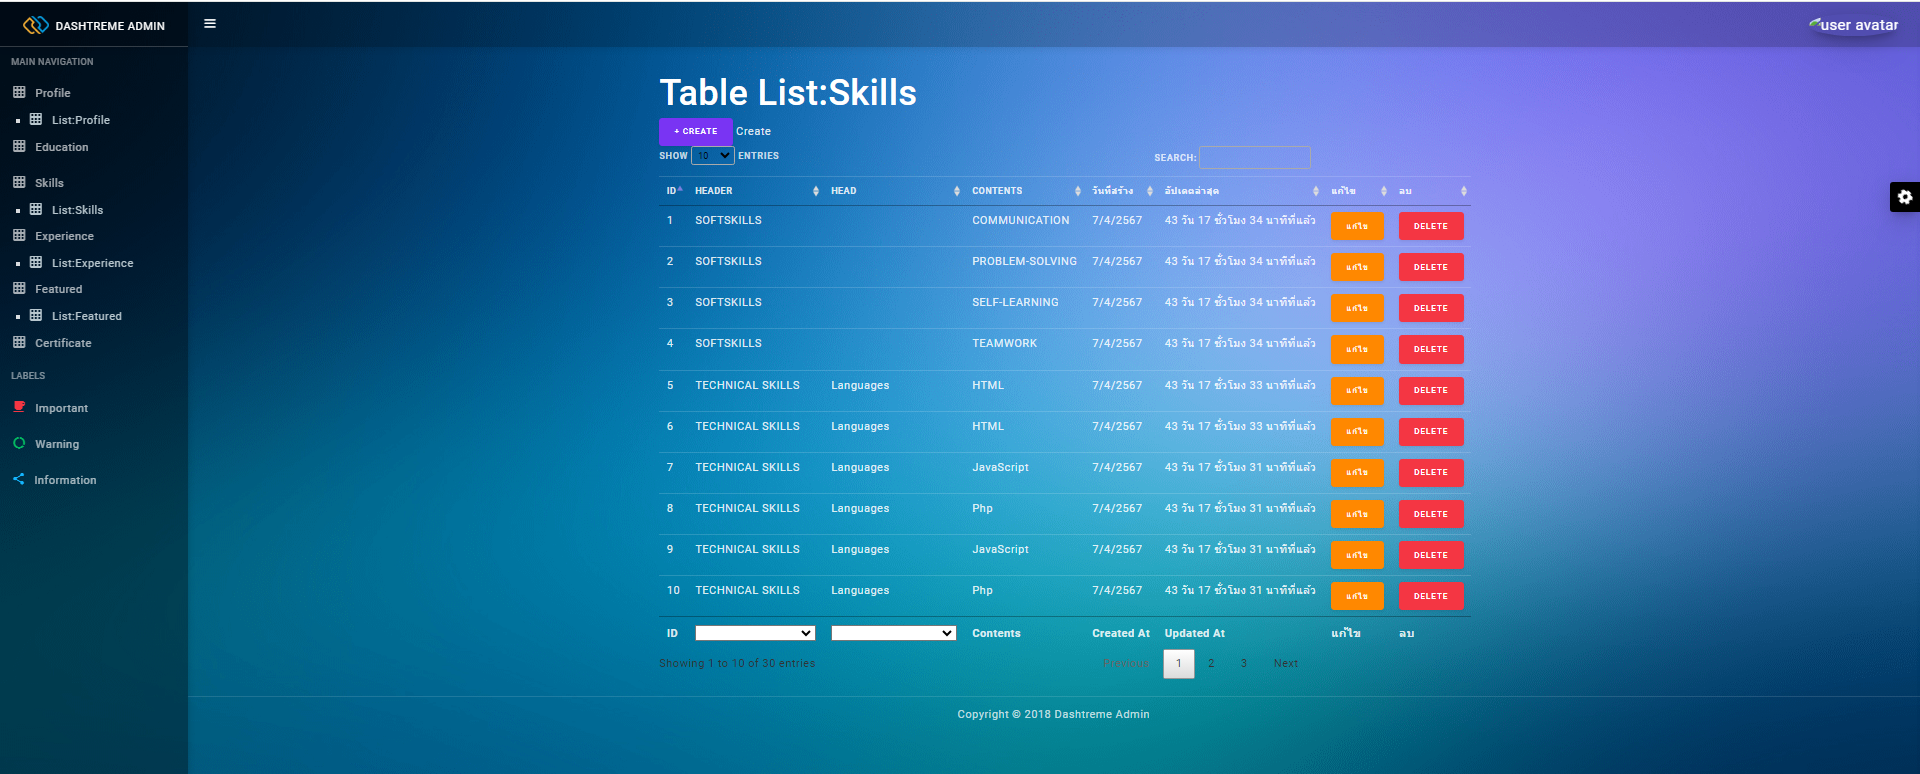 DASHTREME ADMIN
user avatar
MAIN NAVIGATION
Profile
List:Profile
Education
Skills
List:Skills
Experience
List:Experience
Featured
List:Featured
Certificate
LABELS
Important
Warning
Information
Table List:Skills
+ CREATE Create
SHOW 10 ENTRIES SEARCH:
ID HEADER HEAD CONTENTS วันที่สร้าง อัปเดตล่าสุด แก้ไข ลบ
1 SOFTSKILLS COMMUNICATION 7/4/2567 43 วัน 17 ชั่วโมง 34 นาทีที่แล้ว แก้ไข DELETE
2 SOFTSKILLS PROBLEM-SOLVING 7/4/2567 43 วัน 17 ชั่วโมง 34 นาทีที่แล้ว แก้ไข DELETE
3 SOFTSKILLS SELF-LEARNING 7/4/2567 43 วัน 17 ชั่วโมง 34 นาทีที่แล้ว แก้ไข DELETE
4 SOFTSKILLS TEAMWORK 7/4/2567 43 วัน 17 ชั่วโมง 34 นาทีที่แล้ว แก้ไข DELETE
5 TECHNICAL SKILLS Languages HTML 7/4/2567 43 วัน 17 ชั่วโมง 33 นาทีที่แล้ว แก้ไข DELETE
6 TECHNICAL SKILLS Languages HTML 7/4/2567 43 วัน 17 ชั่วโมง 33 นาทีที่แล้ว แก้ไข DELETE
7 TECHNICAL SKILLS Languages JavaScript 7/4/2567 43 วัน 17 ชั่วโมง 31 นาทีที่แล้ว แก้ไข DELETE
8 TECHNICAL SKILLS Languages Php 7/4/2567 43 วัน 17 ชั่วโมง 31 นาทีที่แล้ว แก้ไข DELETE
9 TECHNICAL SKILLS Languages JavaScript 7/4/2567 43 วัน 17 ชั่วโมง 31 นาทีที่แล้ว แก้ไข DELETE
10 TECHNICAL SKILLS Languages Php 7/4/2567 43 วัน 17 ชั่วโมง 31 นาทีที่แล้ว แก้ไข DELETE
ID Contents Created At Updated At แก้ไข ลบ
Showing 1 to 10 of 30 entries Previous 1 2 3 Next
Copyright © 2018 Dashtreme Admin